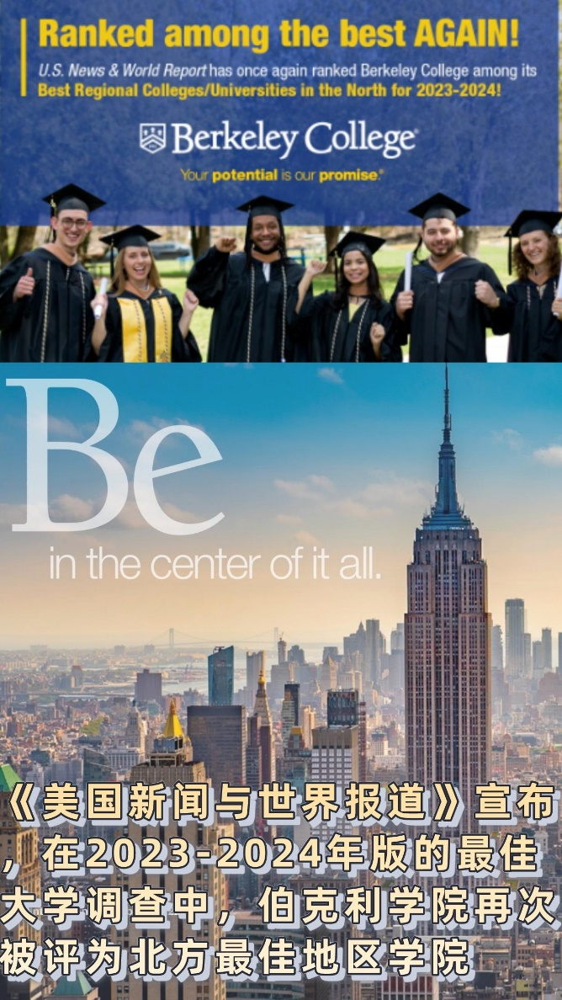 Ranked among the best AGAIN!
U.S. News & World Report has once again ranked Berkeley College among its
Best Regional Colleges/Universities in the North for 2023-2024!
Berkeley College®
Your potential is our promise.®
Be
in the center of it all.
《美国新闻与世界报道》宣布
，在2023-2024年版的最佳
大学调查中，伯克利学院再次
被评为北方最佳地区学院